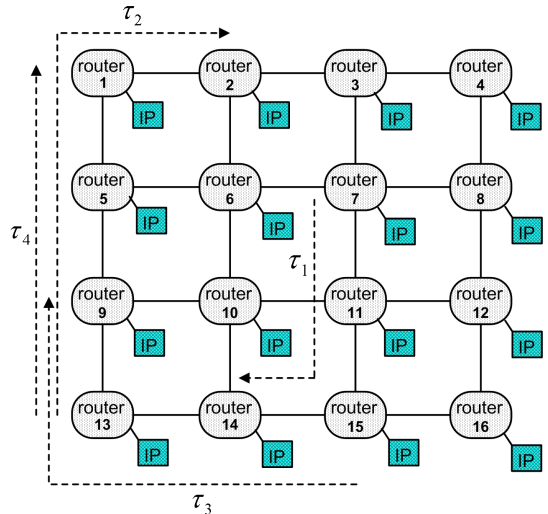 τ2
router 1
router 2
router 3
router 4
IP
IP
IP
IP
router 5
router 6
router 7
router 8
IP
IP
IP
IP
τ4
τ1
router 9
router 10
router 11
router 12
IP
IP
IP
IP
router 13
router 14
router 15
router 16
IP
IP
IP
IP
τ3